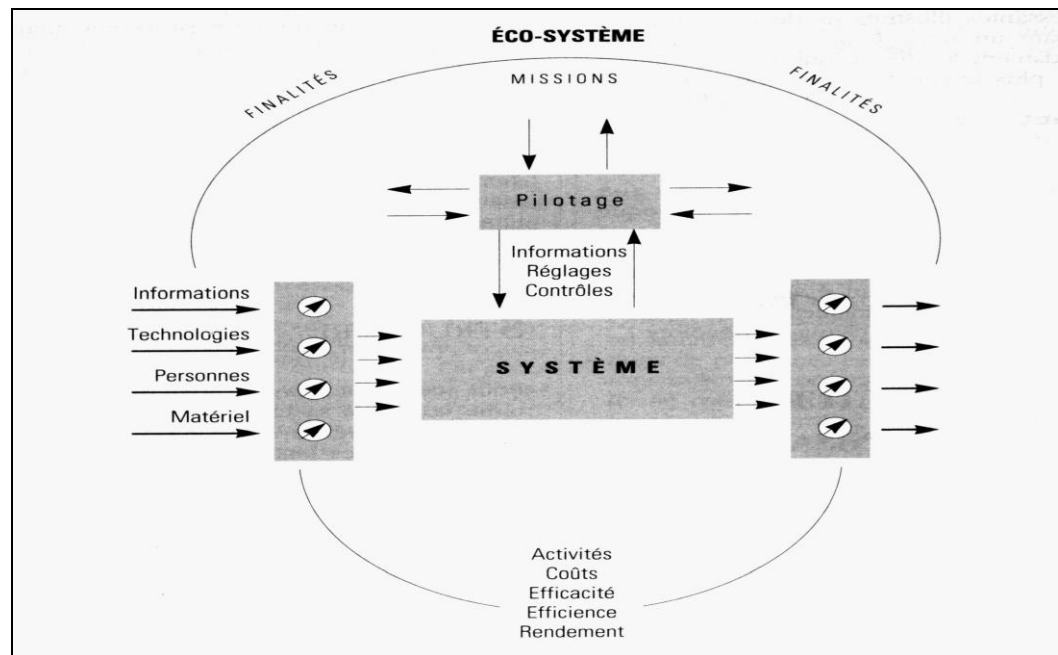 ÉCO-SYSTÈME
MISSIONS
FINALITÉS
FINALITÉS
Pilotage
Informations
Réglages
Contrôles
Informations
Technologies
Personnes
Matériel
SYSTÈME
Activités
Coûts
Efficacité
Efficience
Rendement